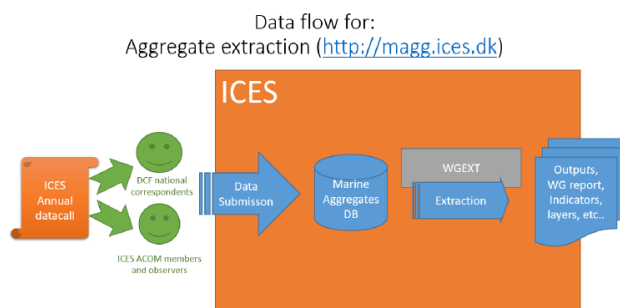 Data flow for:
Aggregate extraction (http://magg.ices.dk)
ICES
ICES
Annual
datacall
DCF national
correspondents
ICES ACOM members
and observers
Data
Submisson
Marine
Aggregates
DB
WGEXT
Extraction
Outputs,
WG report,
Indicators,
layers, etc..